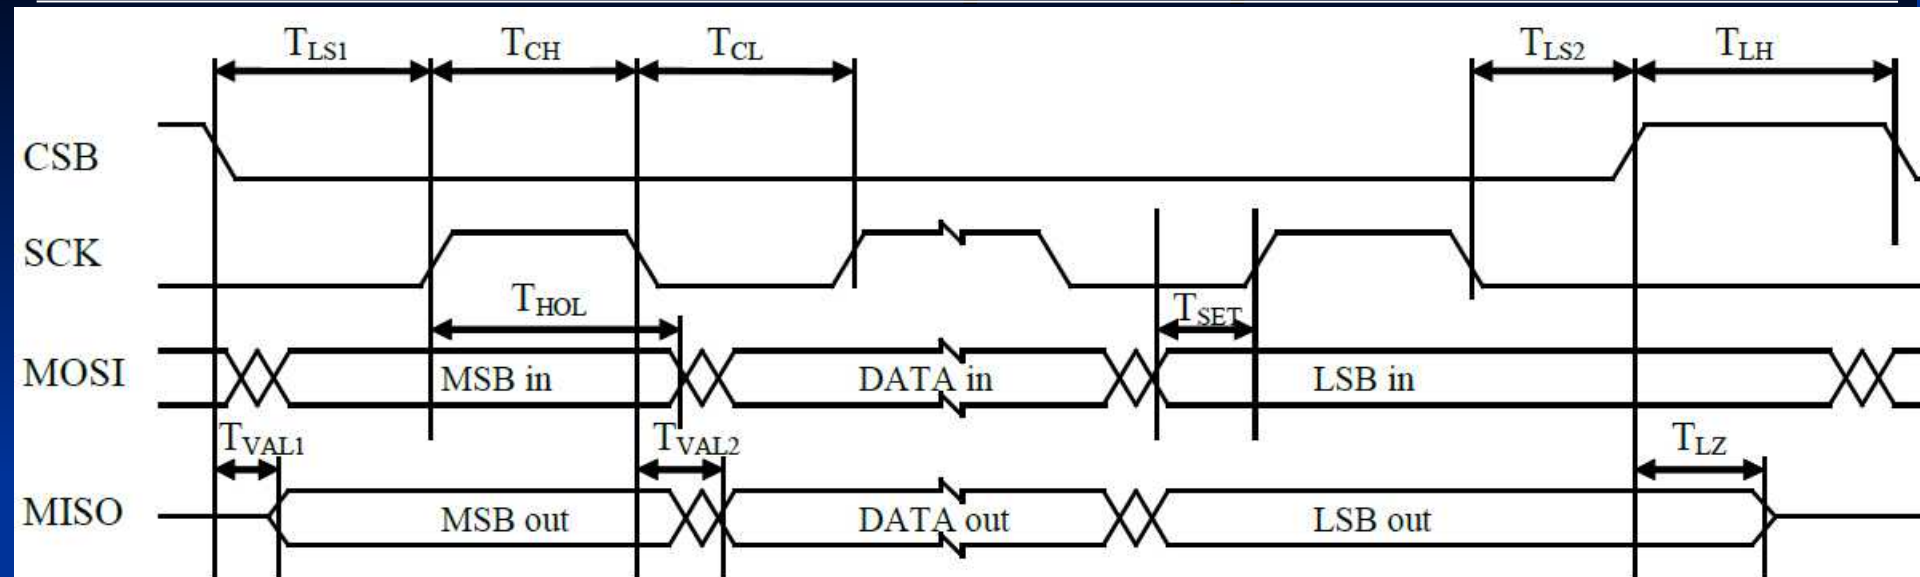 TLS1 TCH TCL TLS2 TLH
CSB
SCK
THOL TSET
MOSI MSB in DATA in LSB in
TVAL1 TVAL2 TLZ
MISO MSB out DATA out LSB out